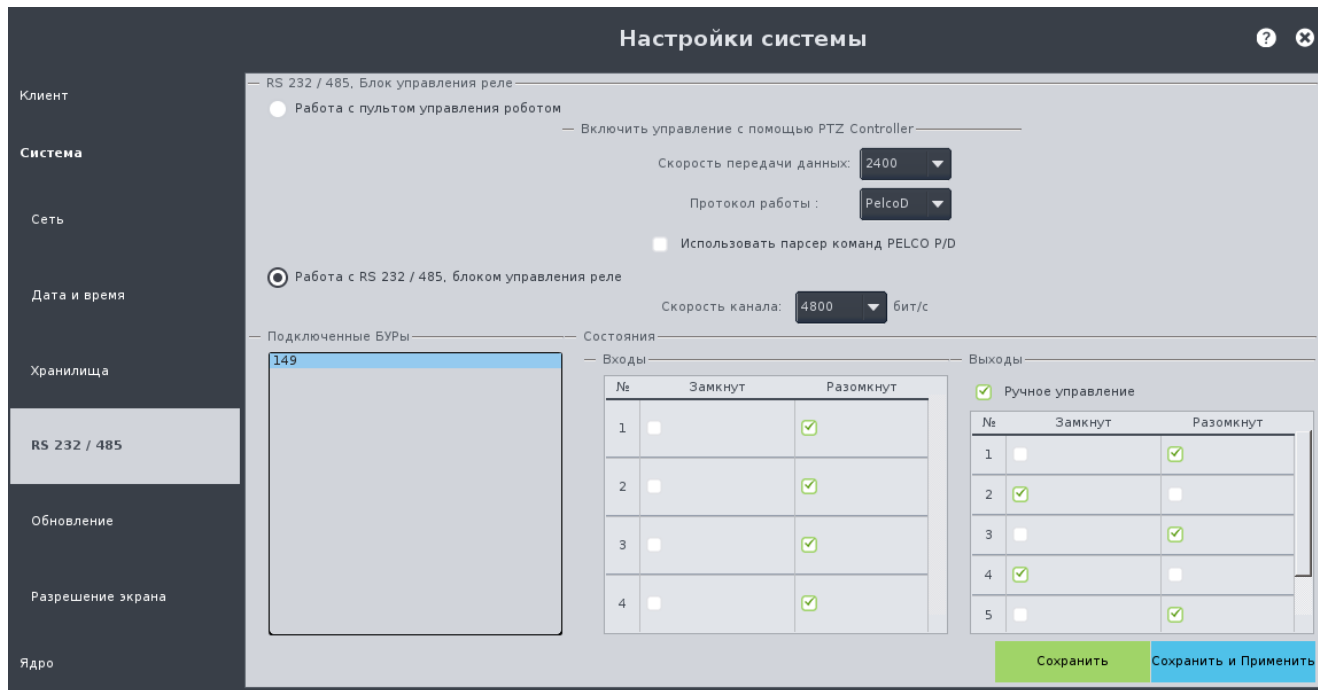 Настройки системы
Клиент
Система
Сеть
Дата и время
Хранилища
RS 232 / 485
Обновление
Разрешение экрана
Ядро
RS 232 / 485, Блок управления реле
Работа с пультом управления роботом
Включить управление с помощью PTZ Controller
Скорость передачи данных: 2400
Протокол работы : PelcoD
Использовать парсер команд PELCO P/D
Работа с RS 232 / 485, блоком управления реле
Скорость канала: 4800 бит/с
Подключенные БУРы
149
Состояния
Входы
№ Замкнут Разомкнут
1
2
3
4
Выходы
Ручное управление
№ Замкнут Разомкнут
1
2
3
4
5
Сохранить Сохранить и Применить